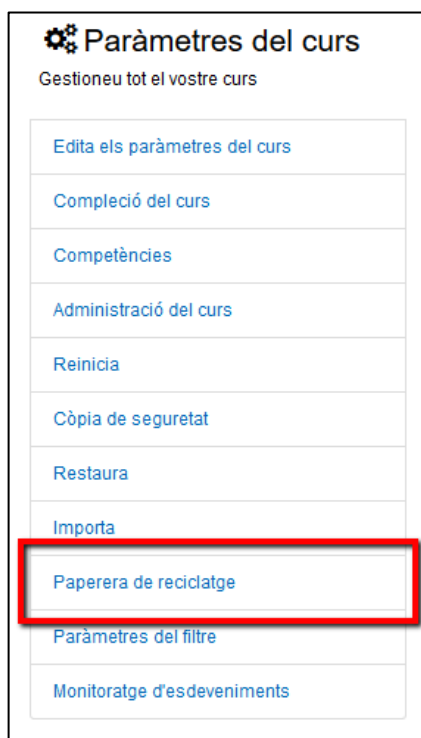 Paràmetres del curs
Gestioneu tot el vostre curs
Edita els paràmetres del curs
Compleció del curs
Competències
Administració del curs
Reinicia
Còpia de seguretat
Restaura
Importa
Paperera de reciclatge
Paràmetres del filtre
Monitoratge d'esdeveniments